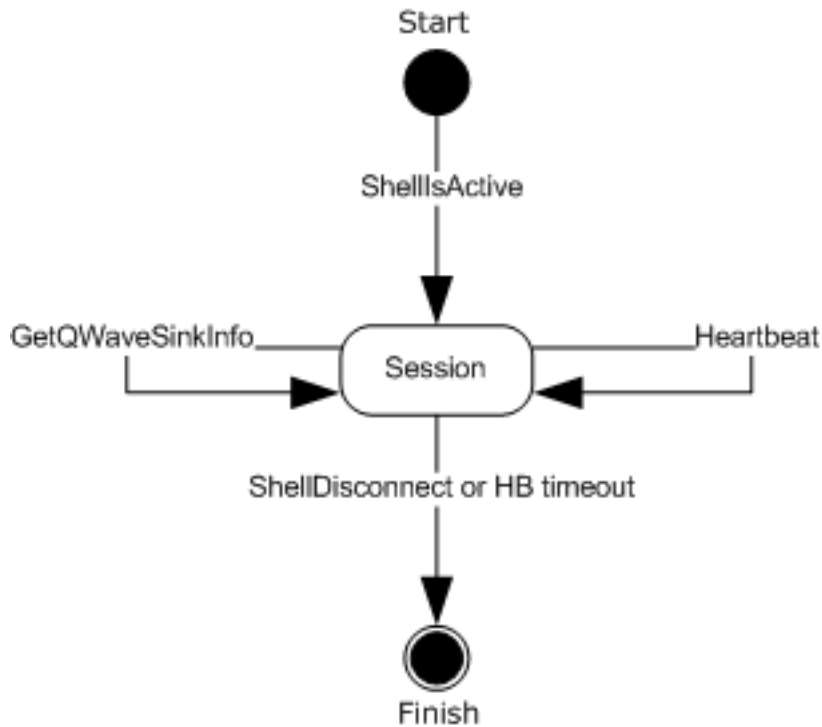 Start
ShellIsActive
GetQWaveSinkInfo
Heartbeat
Session
ShellDisconnect or HB timeout
Finish